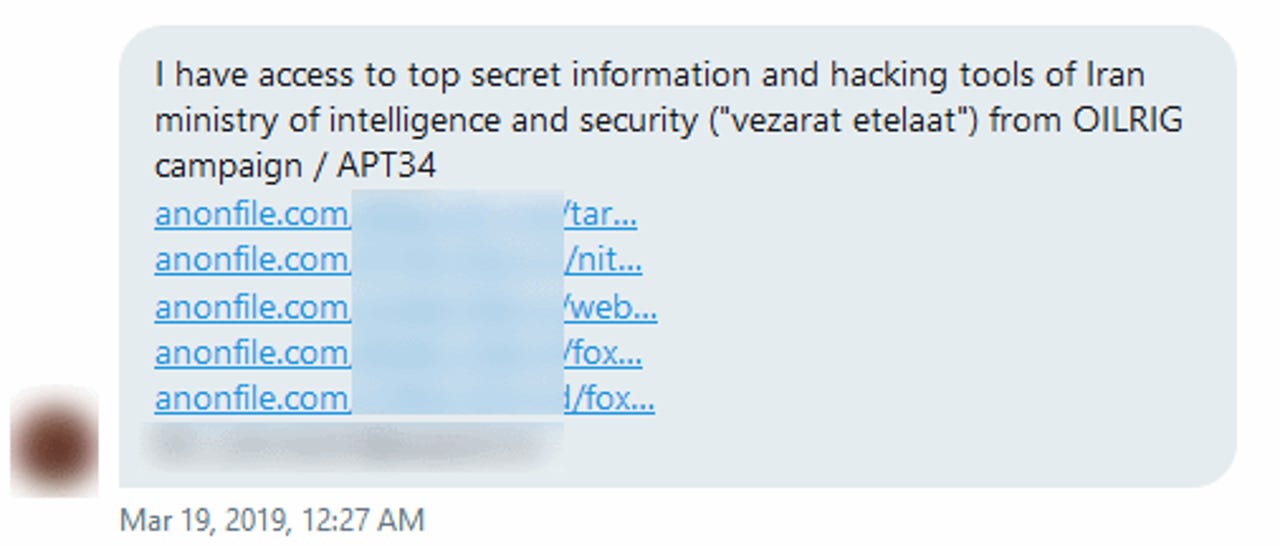 I have access to top secret information and hacking tools of Iran
ministry of intelligence and security ("vezarat etelaat") from OILRIG
campaign / APT34
anonfile.com/ /tar...
anonfile.com /nit...
anonfile.com, /web...
anonfile.com, /fox...
anonfile.com, d/fox...
Mar 19, 2019, 12:27 AM